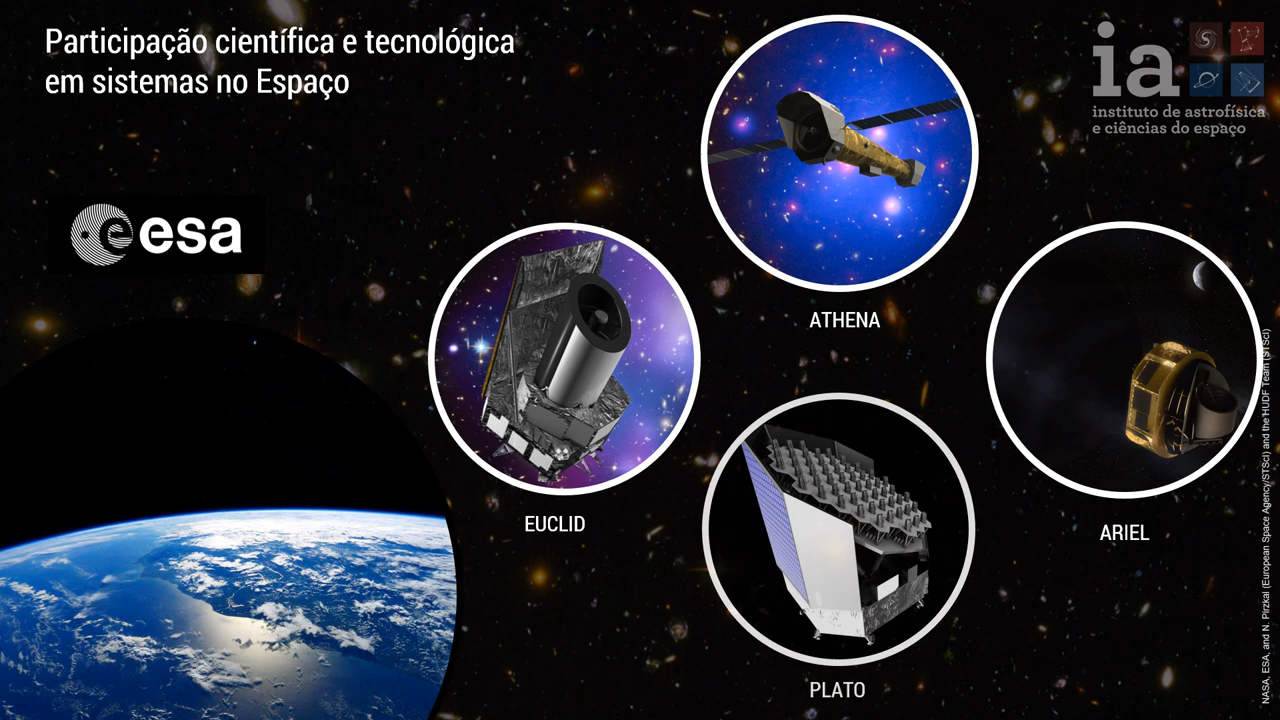 Participação científica e tecnológica
em sistemas no Espaço
ia
instituto de astrofísica
e ciências do espaço
esa
ATHENA
EUCLID
ARIEL
PLATO
NASA, ESA, and N. Pirzkal (European Space Agency/STScI) and the HUDF Team (STScI)